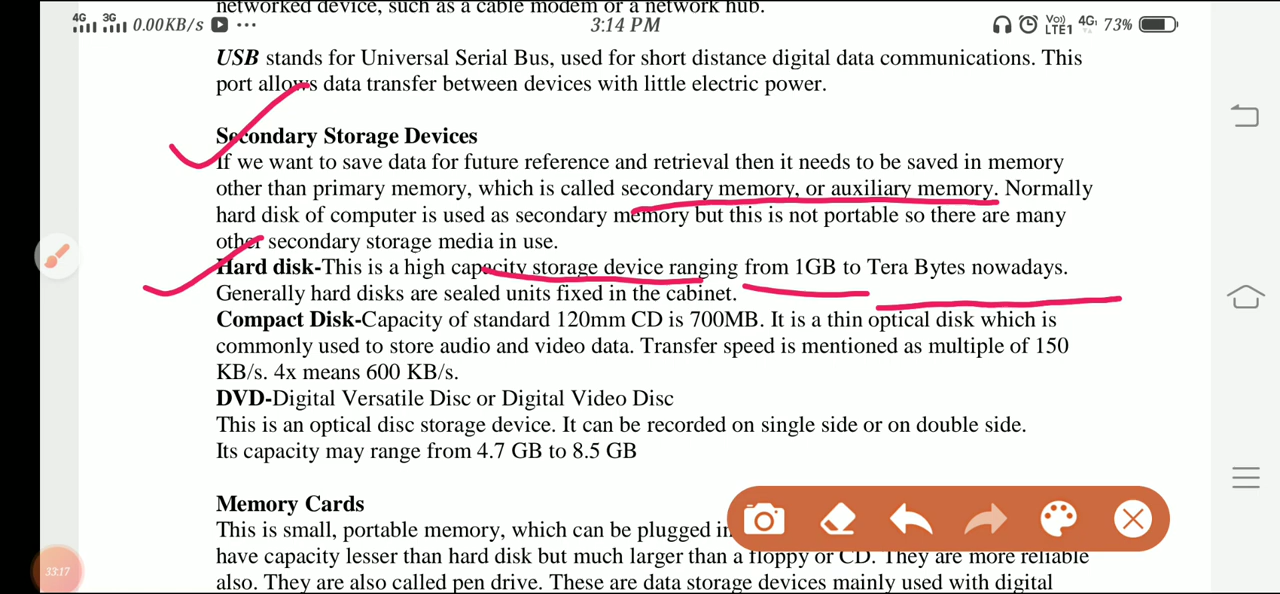 networked device, such as a cable modem or a network hub.
4G 3G 0.00KB/s ... 3:14 PM Vo)) LTE1 4G 73%
USB stands for Universal Serial Bus, used for short distance digital data communications. This
port allows data transfer between devices with little electric power.
Secondary Storage Devices
If we want to save data for future reference and retrieval then it needs to be saved in memory
other than primary memory, which is called secondary memory, or auxiliary memory. Normally
hard disk of computer is used as secondary memory but this is not portable so there are many
other secondary storage media in use.
Hard disk-This is a high capacity storage device ranging from 1GB to Tera Bytes nowadays.
Generally hard disks are sealed units fixed in the cabinet.
Compact Disk-Capacity of standard 120mm CD is 700MB. It is a thin optical disk which is
commonly used to store audio and video data. Transfer speed is mentioned as multiple of 150
KB/s. 4x means 600 KB/s.
DVD-Digital Versatile Disc or Digital Video Disc
This is an optical disc storage device. It can be recorded on single side or on double side.
Its capacity may range from 4.7 GB to 8.5 GB
Memory Cards
This is small, portable memory, which can be plugged in
have capacity lesser than hard disk but much larger than a floppy or CD. They are more reliable
also. They are also called pen drive. These are data storage devices mainly used with digital
33:17